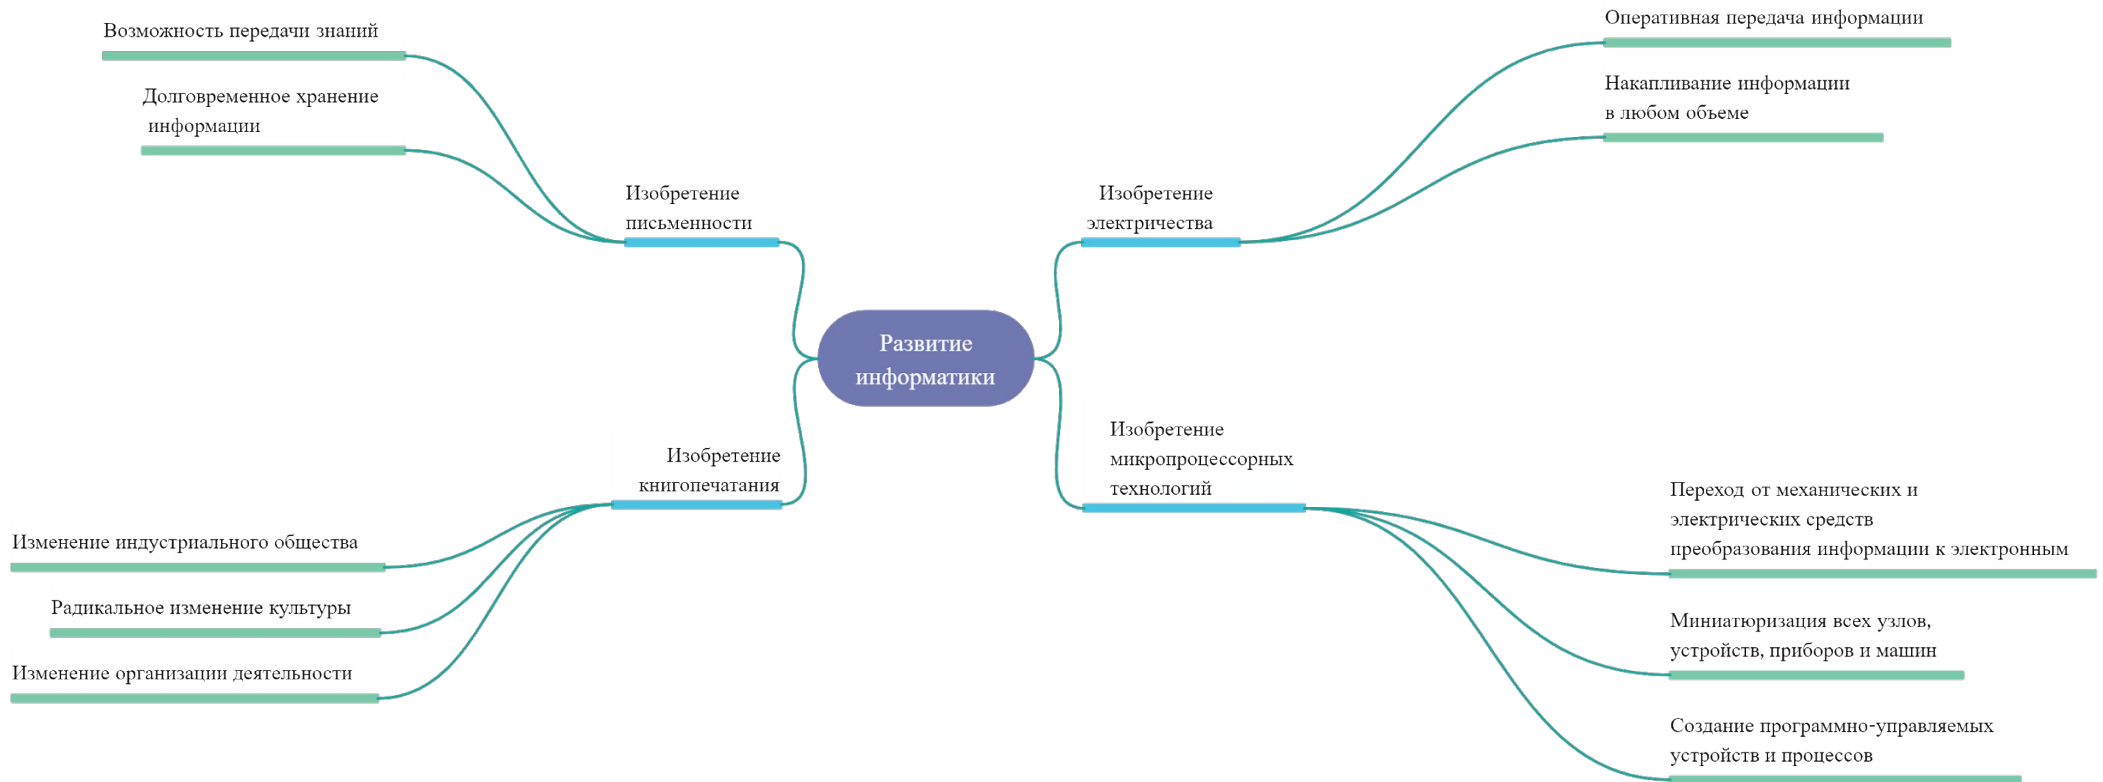 Возможность передачи знаний
Долговременное хранение
информации
Изобретение
письменности
Изобретение
книгопечатания
Изменение индустриального общества
Радикальное изменение культуры
Изменение организации деятельности
Развитие
информатики
Изобретение
электричества
Оперативная передача информации
Накапливание информации
в любом объеме
Изобретение
микропроцессорных
технологий
Переход от механических и
электрических средств
преобразования информации к электронным
Миниатюризация всех узлов,
устройств, приборов и машин
Создание программно-управляемых
устройств и процессов